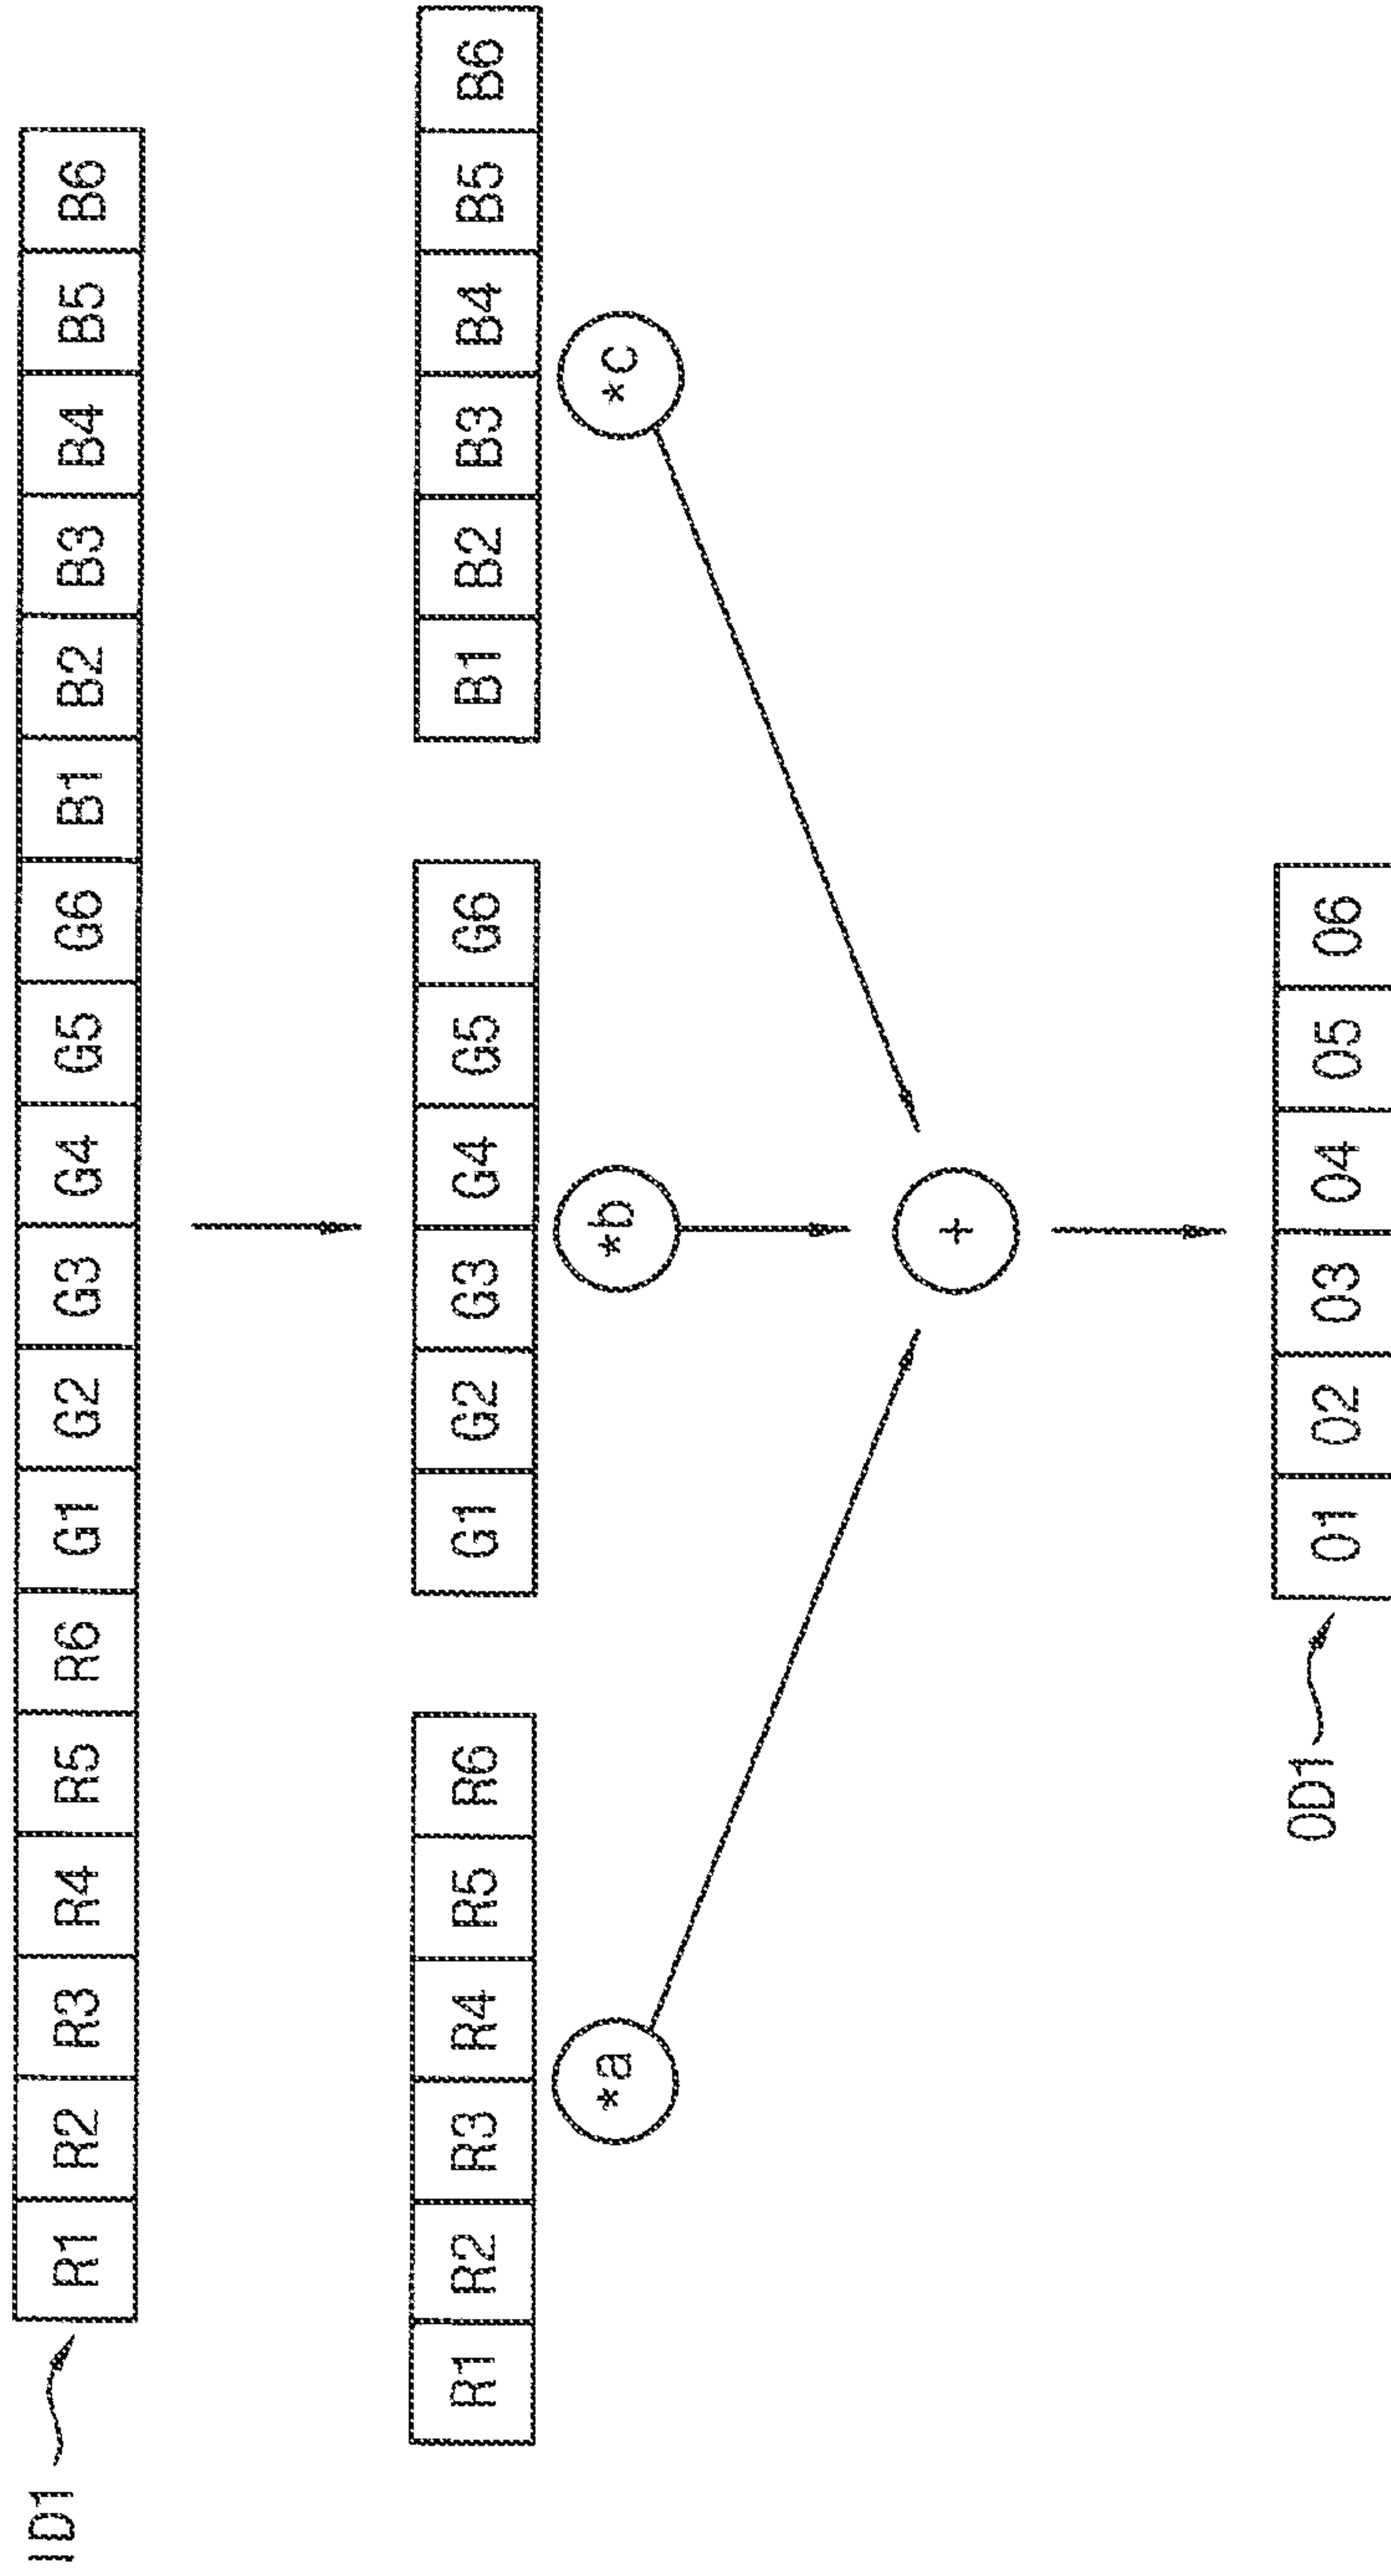 ID1
R1 R2 R3 R4 R5 R6 G1 G2 G3 G4 G5 G6 B1 B2 B3 B4 B5 B6
R1 R2 R3 R4 R5 R6
G1 G2 G3 G4 G5 G6
B1 B2 B3 B4 B5 B6
*a
*b
*c
+
OD1
O1 O2 O3 O4 O5 O6